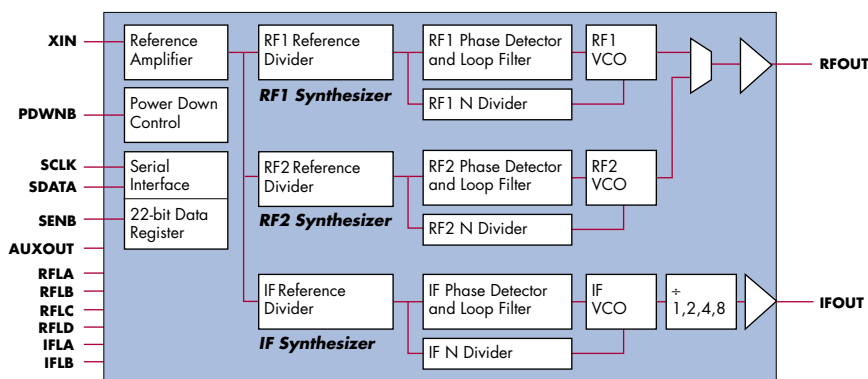 XIN
PDWNB
SCLK
SDATA
SENB
AUXOUT
RFLA
RFLB
RFLC
RFLD
IFLA
IFLB
Reference
Amplifier
Power Down
Control
Serial
Interface
22-bit Data
Register
RF1 Reference
Divider
RF1 Synthesizer
RF1 Phase Detector
and Loop Filter
RF1 N Divider
RF1
VCO
RF2 Reference
Divider
RF2 Synthesizer
RF2 Phase Detector
and Loop Filter
RF2 N Divider
RF2
VCO
IF Reference
Divider
IF Synthesizer
IF Phase Detector
and Loop Filter
IF N Divider
IF
VCO
÷
1,2,4,8
RFOUT
IFOUT